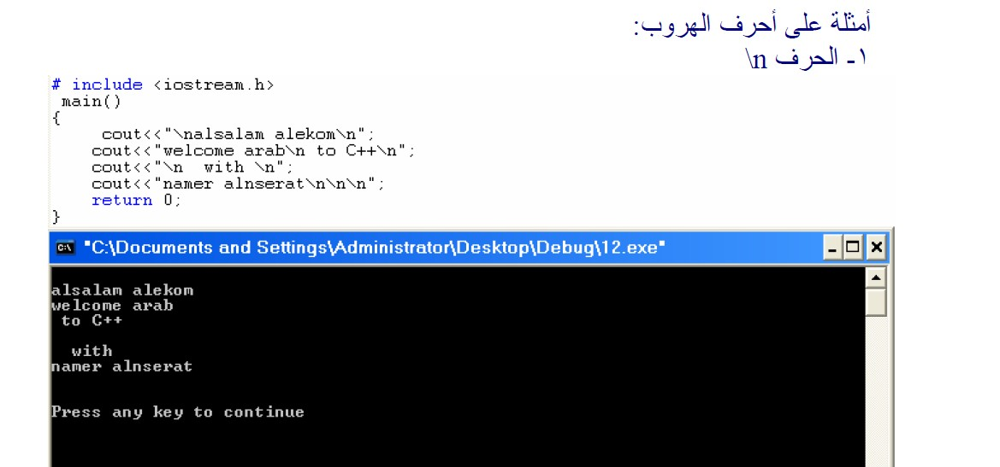 أمثلة على أحرف الهروب:
١- الحرف n\
# include <iostream.h>
main()
{
cout<<"\nalsalam alekom\n";
cout<<"welcome arab\n to C++\n";
cout<<"\n  with \n";
cout<<"namer alnserat\n\n\n";
return 0;
}
"C:\Documents and Settings\Administrator\Desktop\Debug\12.exe"
alsalam alekom
welcome arab
to C++
with
namer alnserat
Press any key to continue